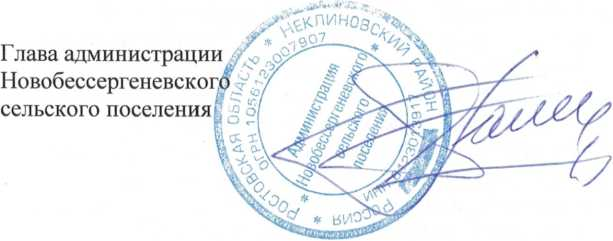 Глава администрации
Новобессергеневского
сельского поселения
РОССИЯ * РОСТОВСКАЯ ОБЛАСТЬ * НЕКЛИНОВСКИЙ РАЙОН
ОГРН 1056123007907
Администрация
Новобессергеневского
сельского
поселения